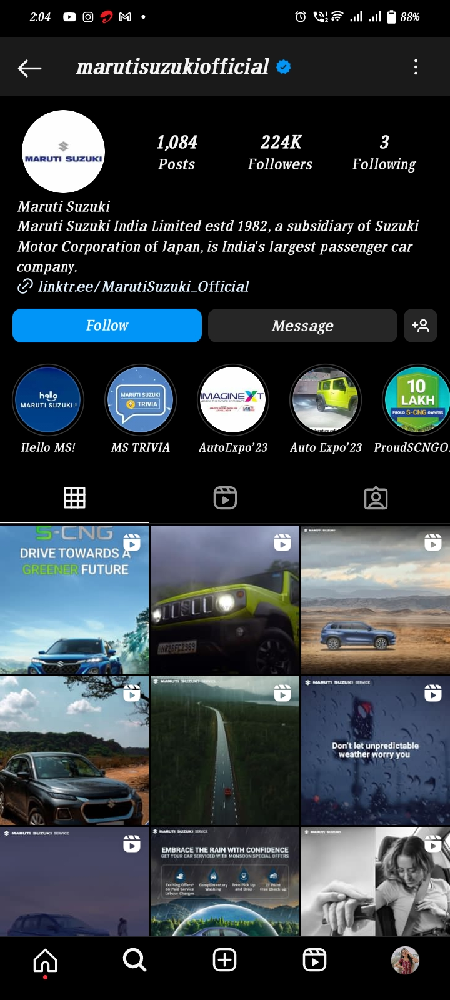 2:04
88%
marutisuzukiofficial
MARUTI SUZUKI
1,084 224K 3
Posts Followers Following
Maruti Suzuki
Maruti Suzuki India Limited estd 1982, a subsidiary of Suzuki
Motor Corporation of Japan, is India's largest passenger car
company.
linktr.ee/MarutiSuzuki_Official
Follow Message
hello
MARUTI SUZUKI !
MARUTI SUZUKI
TRIVIA
IMAGINEXT
10
LAKH
PROUD S-CNG OWNERS
Hello MS! MS TRIVIA AutoExpo'23 Auto Expo'23 ProudSCNGO
S-CNG
DRIVE TOWARDS A
GREENER FUTURE
HR26FC2369
MARUTI SUZUKI
MARUTI SUZUKI SERVICE
MARUTI SUZUKI SERVICE
Don't let unpredictable
weather worry you
MARUTI SUZUKI SERVICE
MARUTI SUZUKI SERVICE
EMBRACE THE RAIN WITH CONFIDENCE
GET YOUR CAR SERVICED WITH MONSOON SPECIAL OFFERS
Exciting Offers*
on Paid Service
Labour Charges
Complimentary
Washing
Free Pick Up
and Drop
27 Point
Free Check-up
MARUTI SUZUKI